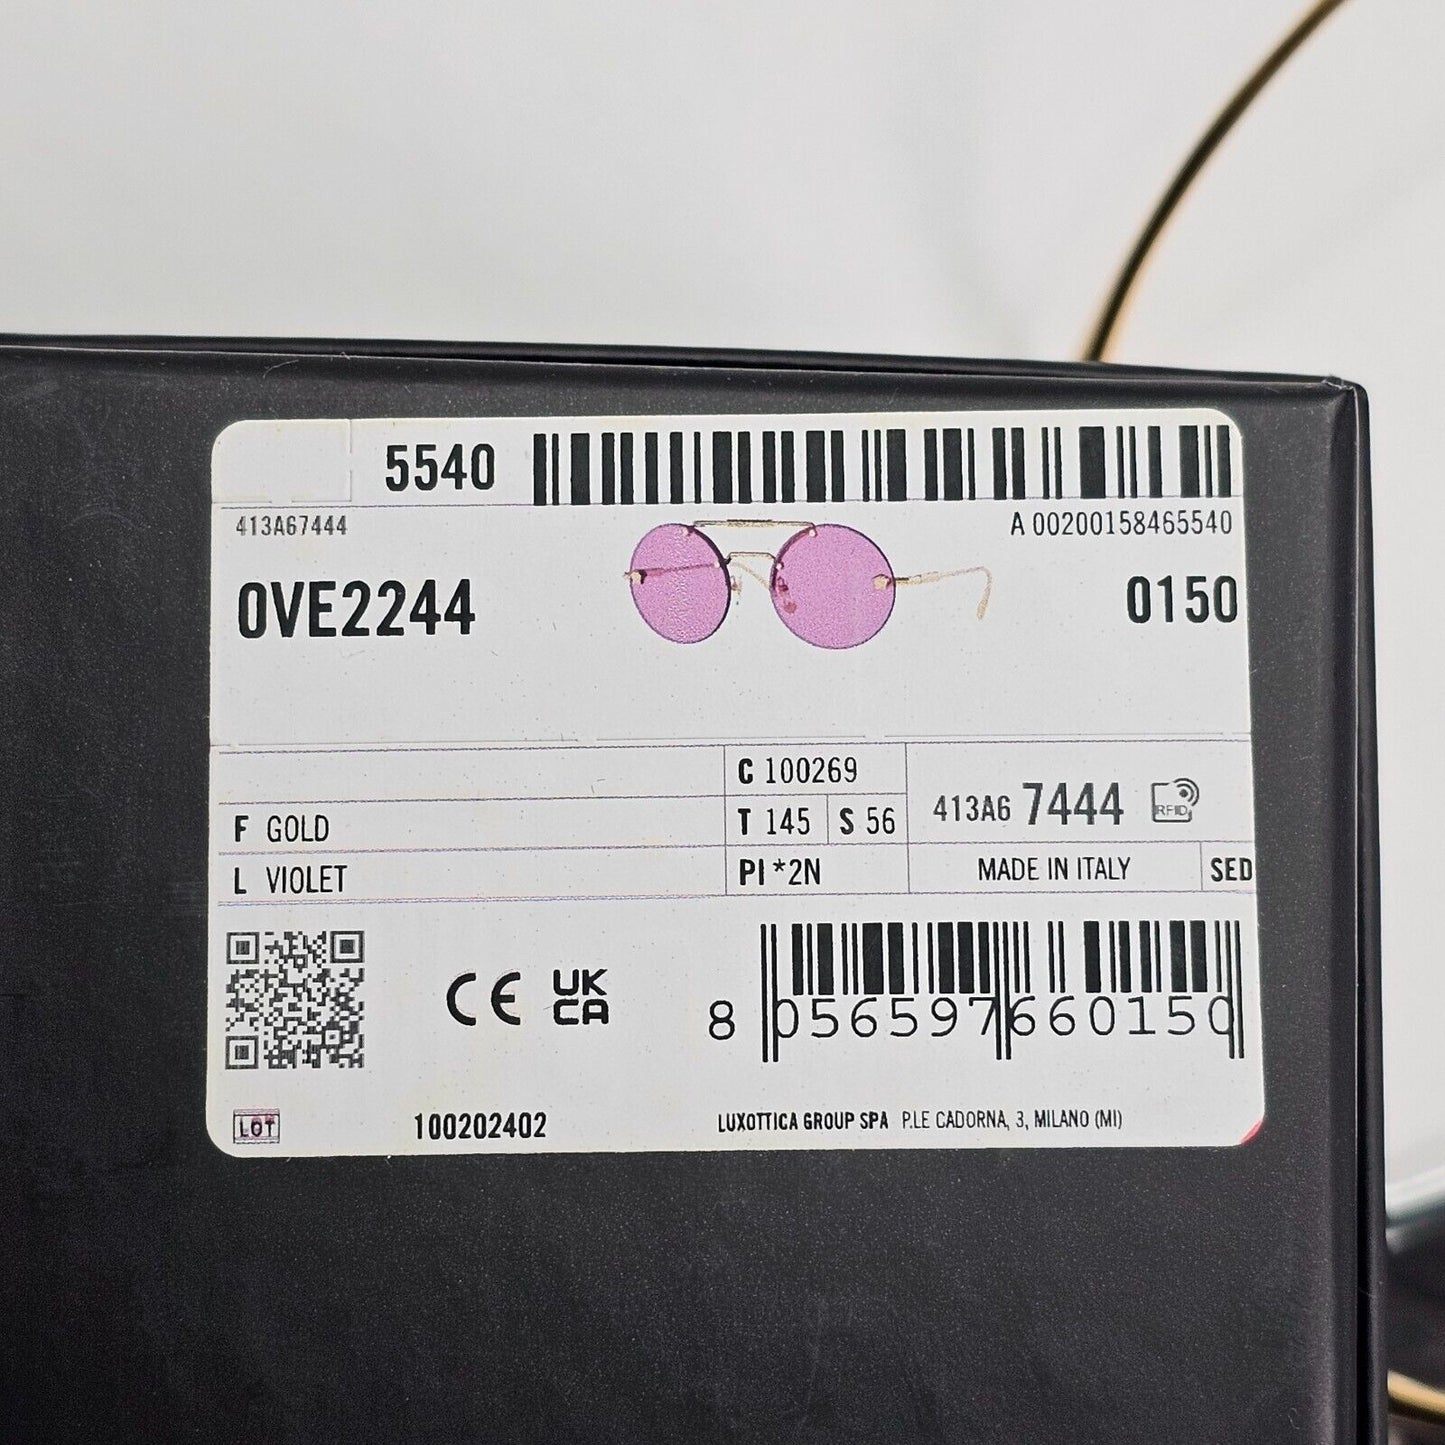 5540
413A67444
A 00200158465540
0VE2244
0150
C 100269
F GOLD
T 145 S 56
413A6 7444
RFID
L VIOLET
PI *2N
MADE IN ITALY
SED
CE UK CA
8 056597 660150
LOT
100202402
LUXOTTICA GROUP SPA P.LE CADORNA, 3, MILANO (MI)